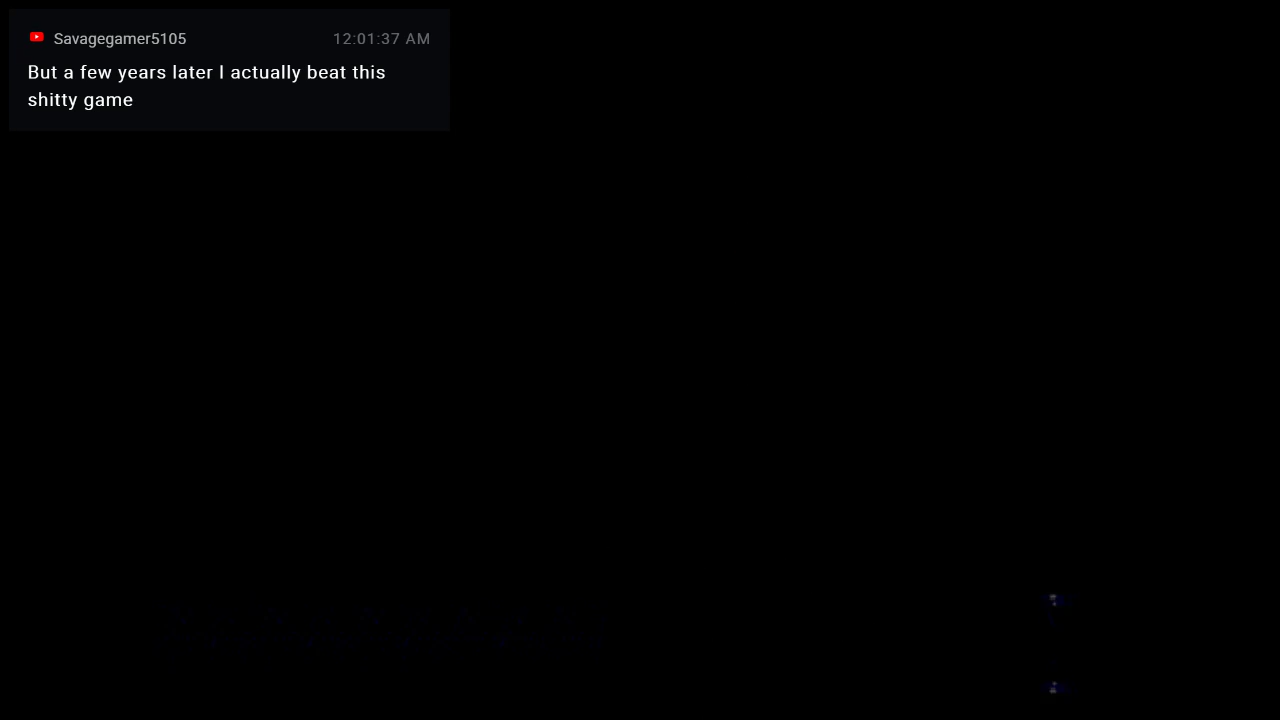 Savagegamer5105 12:01:37 AM
But a few years later I actually beat this
shitty game